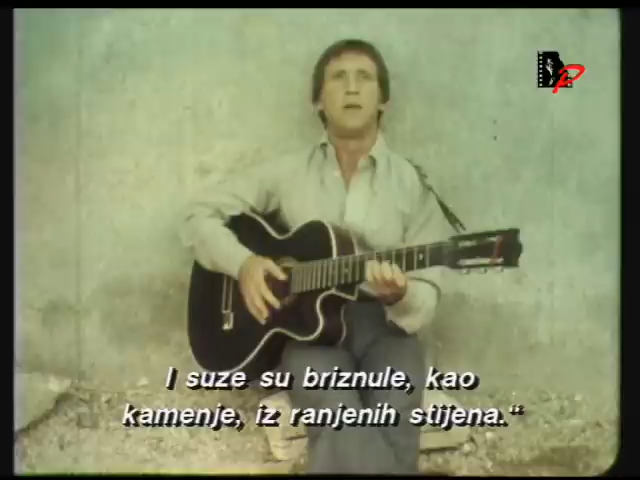 I suze su briznule, kao
kamenje, iz ranjenih stijena.“